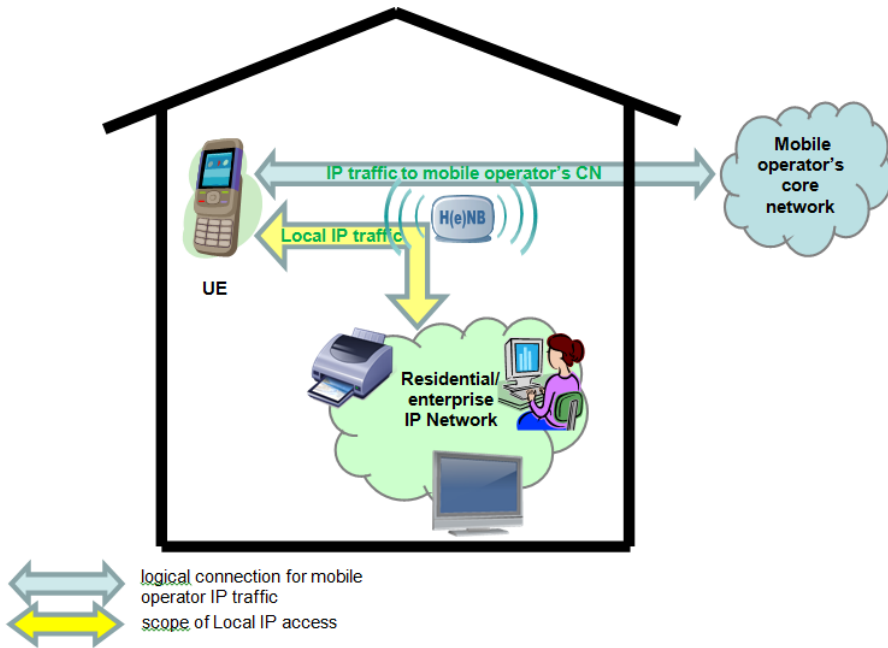 Mobile
operator's
core
network
IP traffic to mobile operator's CN
H(e)NB
Local IP traffic
UE
Residential/
enterprise
IP Network
logical connection for mobile
operator IP traffic
scope of Local IP access